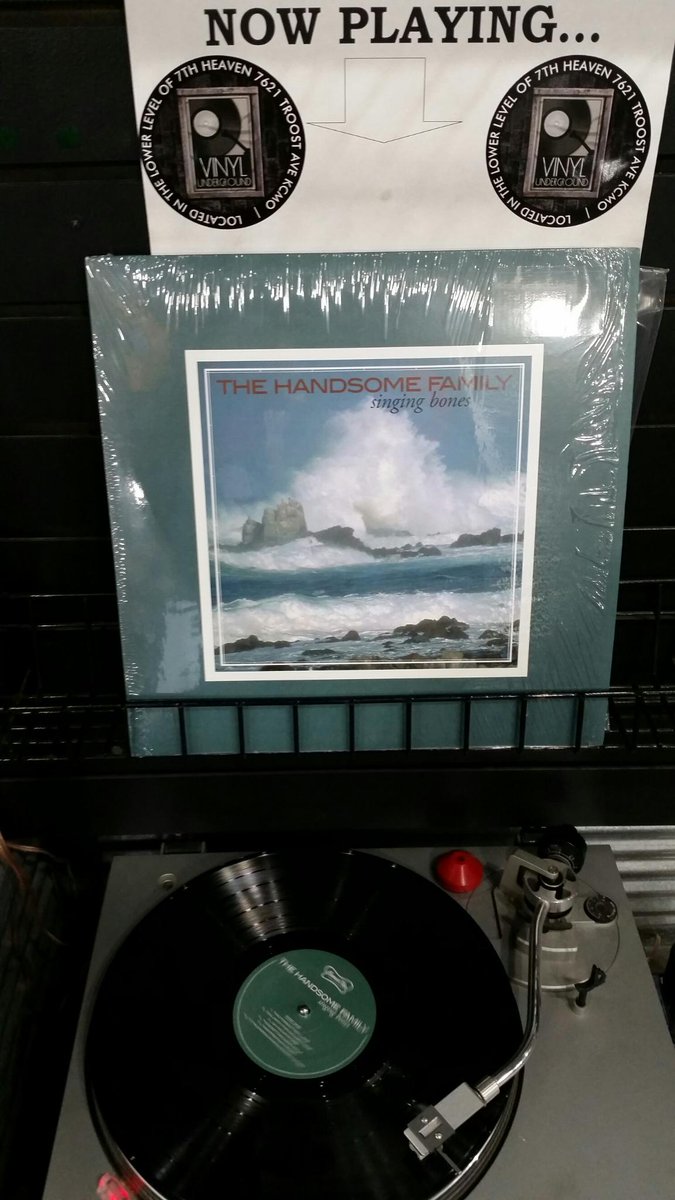 NOW PLAYING...
LOCATED IN THE LOWER LEVEL OF 7TH HEAVEN 7621 TROOST AVE KCMO |
VINYL
UNDERGROUND
LOCATED IN THE LOWER LEVEL OF 7TH HEAVEN 7621 TROOST AVE KCMO |
VINYL
UNDERGROUND
THE HANDSOME FAMILY
singing bones
THE HANDSOME FAMILY
singing bones